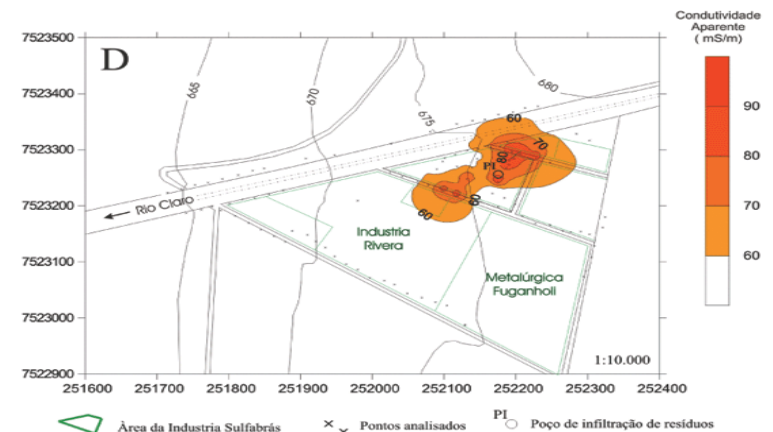 Condutividade
Aparente
( mS/m)
90
80
70
60
D
7523500
7523400
7523300
7523200
7523100
7523000
7522900
251600 251700 251800 251900 252000 252100 252200 252300 252400
665
670
675
680
60
70
80
PI
60
60
Rio Claro
Industria
Rivera
Metalúrgica
Fuganholi
1:10.000
Àrea da Industria Sulfabrás
Pontos analisados
PI
Poço de infiltração de resíduos